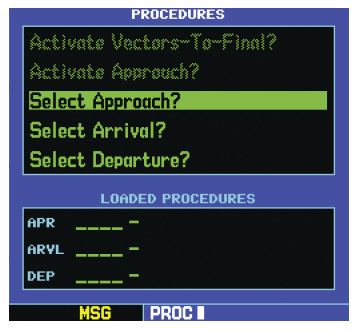 PROCEDURES
Activate Vectors-To-Final?
Activate Approach?
Select Approach?
Select Arrival?
Select Departure?
LOADED PROCEDURES
APR ____-
ARVL ____-
DEP ____-
MSG PROC